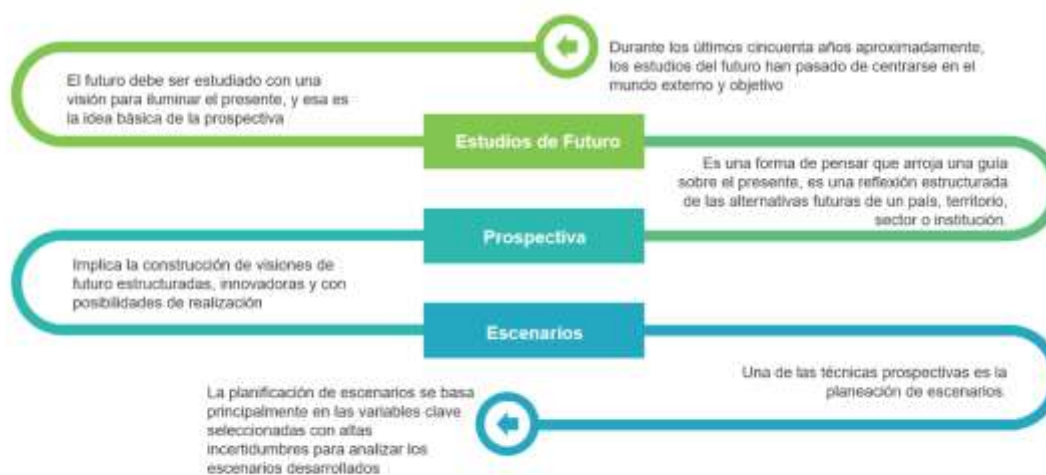 Durante los últimos cincuenta años aproximadamente,
los estudios del futuro han pasado de centrarse en el
mundo externo y objetivo
El futuro debe ser estudiado con una
visión para iluminar el presente, y esa es
la idea básica de la prospectiva
Estudios de Futuro
Es una forma de pensar que arroja una guía
sobre el presente, es una reflexión estructurada
de las alternativas futuras de un país, territorio,
sector o institución.
Prospectiva
Implica la construcción de visiones de
futuro estructuradas, innovadoras y con
posibilidades de realización
Escenarios
Una de las técnicas prospectivas es la
planeación de escenarios.
La planificación de escenarios se basa
principalmente en las variables clave
seleccionadas con altas
incertidumbres para analizar los
escenarios desarrollados